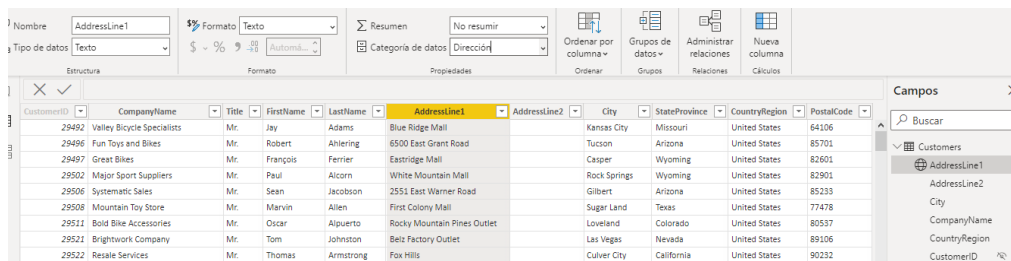 Nombre AddressLine1 $% Formato Texto Resumen No resumir
Tipo de datos Texto $ % 9 Automá... Categoría de datos Dirección
Ordenar por columna
Grupos de datos
Administrar relaciones
Nueva columna
Estructura Formato Propiedades Ordenar Grupos Relaciones Cálculos
Campos
Buscar
CustomerID CompanyName Title FirstName LastName AddressLine1 AddressLine2 City StateProvince CountryRegion PostalCode
29492 Valley Bicycle Specialists Mr. Jay Adams Blue Ridge Mall Kansas City Missouri United States 64106
29496 Fun Toys and Bikes Mr. Robert Ahlering 6500 East Grant Road Tucson Arizona United States 85701
29497 Great Bikes Mr. François Ferrier Eastridge Mall Casper Wyoming United States 82601
29502 Major Sport Suppliers Mr. Paul Alcorn White Mountain Mall Rock Springs Wyoming United States 82901
29506 Systematic Sales Mr. Sean Jacobson 2551 East Warner Road Gilbert Arizona United States 85233
29508 Mountain Toy Store Mr. Marvin Allen First Colony Mall Sugar Land Texas United States 77478
29511 Bold Bike Accessories Mr. Oscar Alpuerto Rocky Mountain Pines Outlet Loveland Colorado United States 80537
29521 Brightwork Company Mr. Tom Johnston Belz Factory Outlet Las Vegas Nevada United States 89106
29522 Resale Services Mr. Thomas Armstrong Fox Hills Culver City California United States 90232
Customers
AddressLine1
AddressLine2
City
CompanyName
CountryRegion
CustomerID